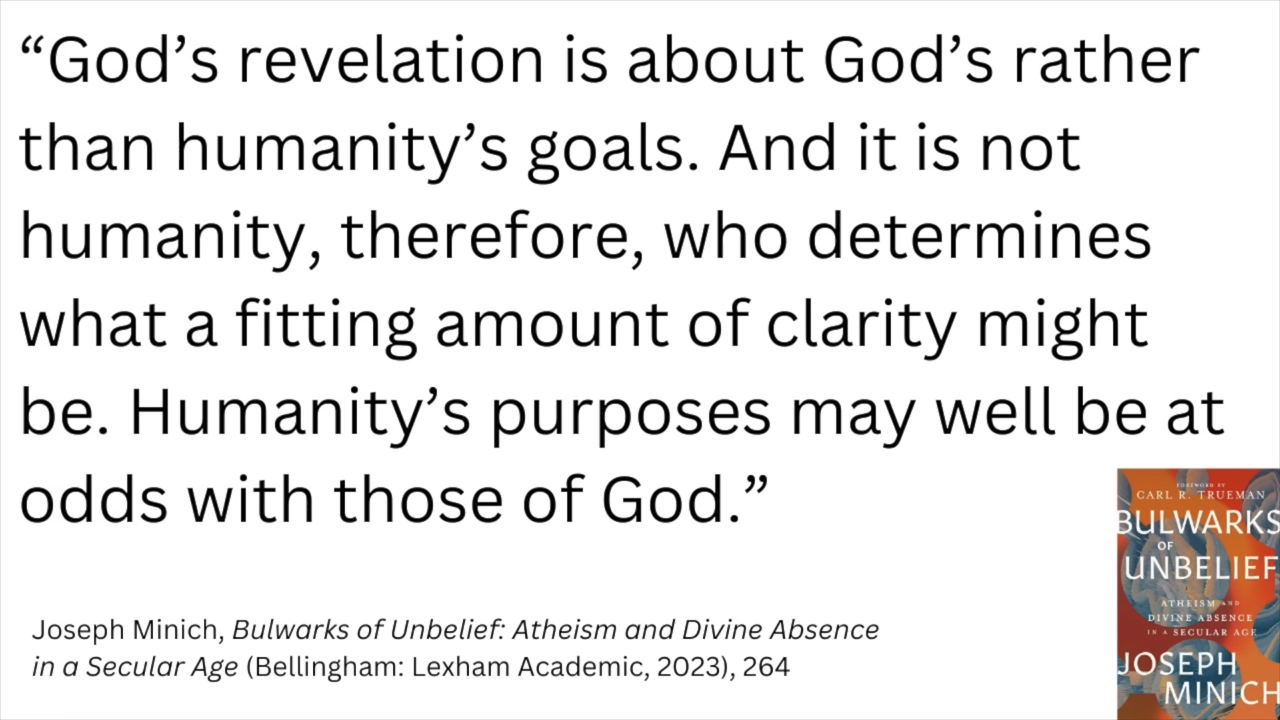 “God’s revelation is about God’s rather
than humanity’s goals. And it is not
humanity, therefore, who determines
what a fitting amount of clarity might
be. Humanity’s purposes may well be at
odds with those of God.”
Joseph Minich, Bulwarks of Unbelief: Atheism and Divine Absence
in a Secular Age (Bellingham: Lexham Academic, 2023), 264
FOREWORD BY
CARL R. TRUEMAN
BULWARKS
OF
UNBELIEF
ATHEISM AND
DIVINE ABSENCE
IN A SECULAR AGE
JOSEPH
MINICH